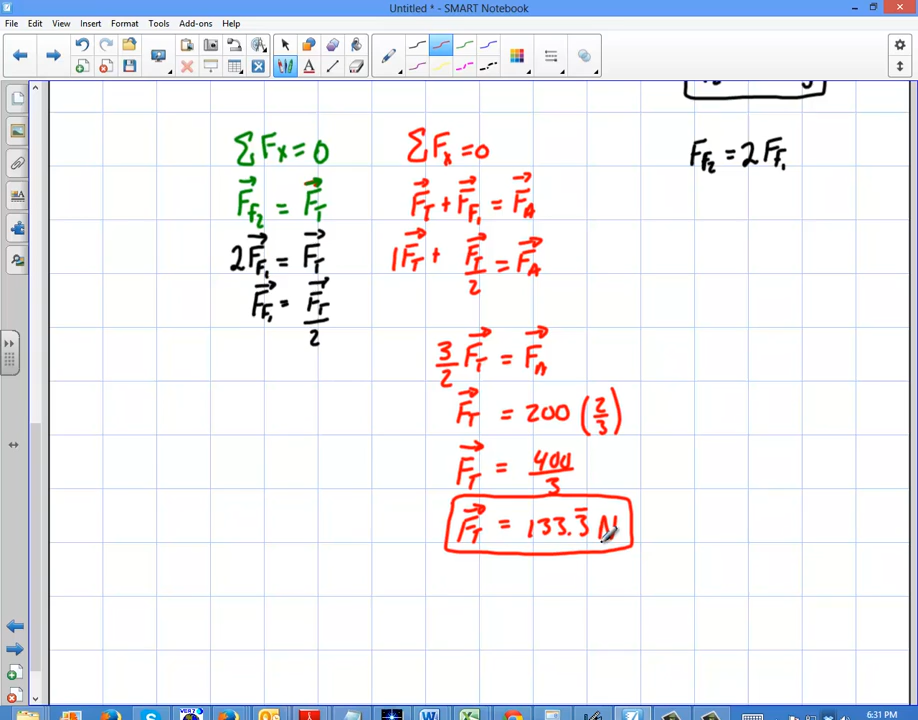 Untitled * - SMART Notebook
File Edit View Insert Format Tools Add-ons Help
ΣFx = 0
F⃗f₂ = F⃗T
2F⃗F₁ = F⃗T
F⃗F₁ = F⃗T/2
ΣFx = 0
F⃗T + F⃗F₁ = F⃗A
1F⃗T + F⃗T/2 = F⃗A
3/2 F⃗T = F⃗A
F⃗T = 200 (2/3)
F⃗T = 400/3
F⃗T = 133.3̅ N
FF₂ = 2FF₁
6:31 PM